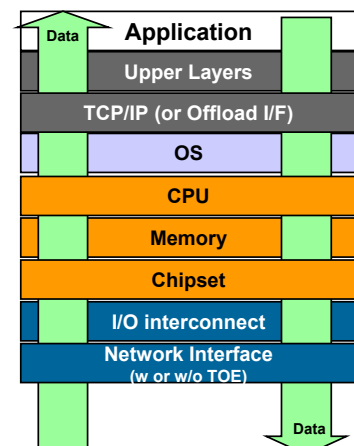 Data
Application
Upper Layers
TCP/IP (or Offload I/F)
OS
CPU
Memory
Chipset
I/O interconnect
Network Interface
(w or w/o TOE)
Data